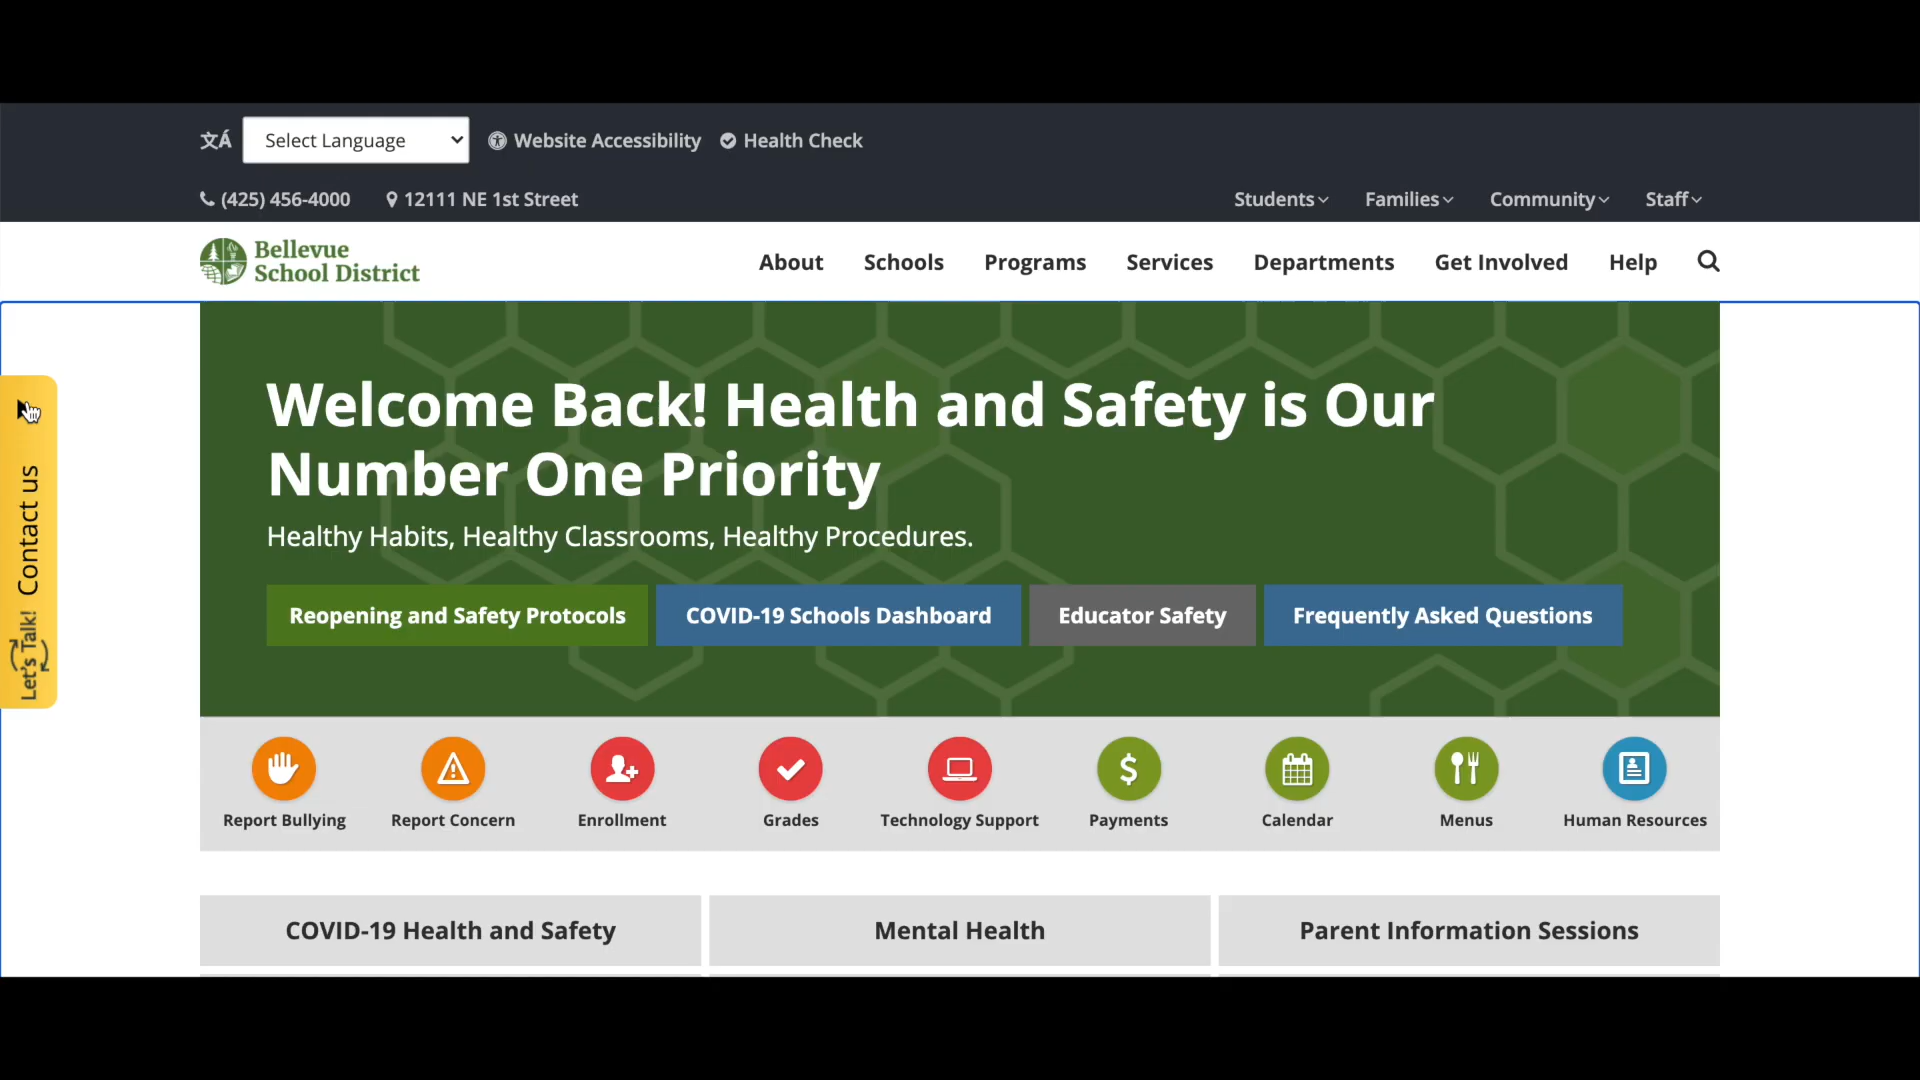 文Á Select Language Website Accessibility Health Check
(425) 456-4000 12111 NE 1st Street Students Families Community Staff
Bellevue
School District
About Schools Programs Services Departments Get Involved Help
Contact us
Let's Talk!
Welcome Back! Health and Safety is Our
Number One Priority
Healthy Habits, Healthy Classrooms, Healthy Procedures.
Reopening and Safety Protocols COVID-19 Schools Dashboard Educator Safety Frequently Asked Questions
Report Bullying Report Concern Enrollment Grades Technology Support Payments Calendar Menus Human Resources
COVID-19 Health and Safety Mental Health Parent Information Sessions